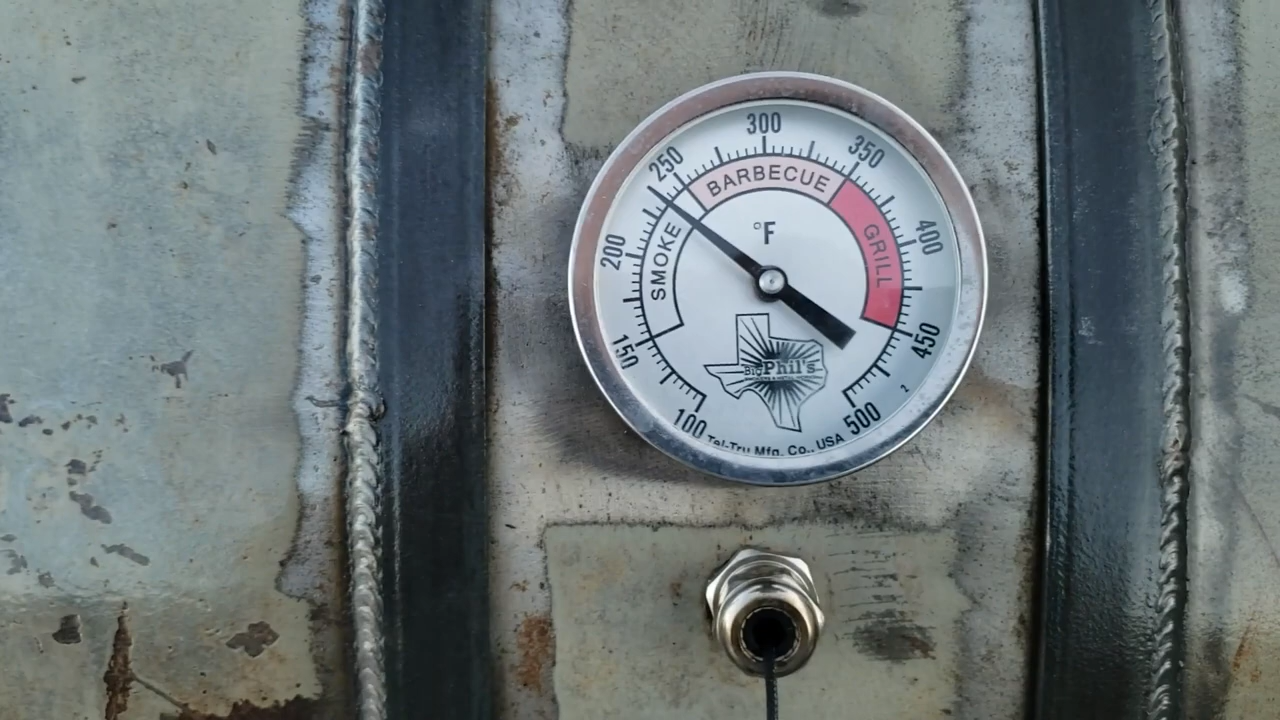 300
250
350
BARBECUE
200
SMOKE
°F
GRILL
400
150
450
Big Phil's
100
500
2
Tel-Tru Mfg. Co., USA